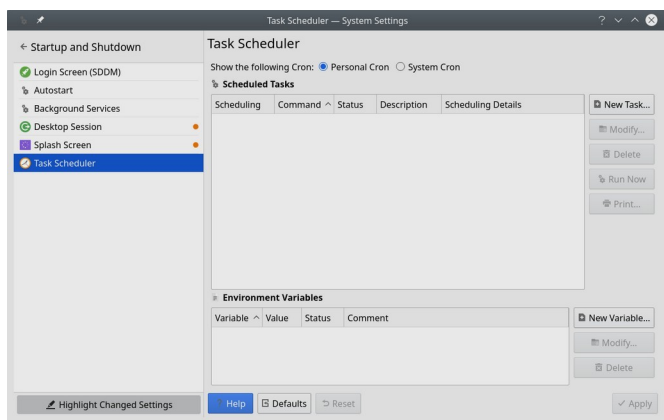 Task Scheduler — System Settings
?
← Startup and Shutdown
Login Screen (SDDM)
Autostart
Background Services
Desktop Session
Splash Screen
Task Scheduler
Highlight Changed Settings
Task Scheduler
Show the following Cron: Personal Cron System Cron
Scheduled Tasks
Scheduling Command Status Description Scheduling Details
New Task...
Modify...
Delete
Run Now
Print...
Environment Variables
Variable Value Status Comment
New Variable...
Modify...
Delete
Help Defaults Reset Apply